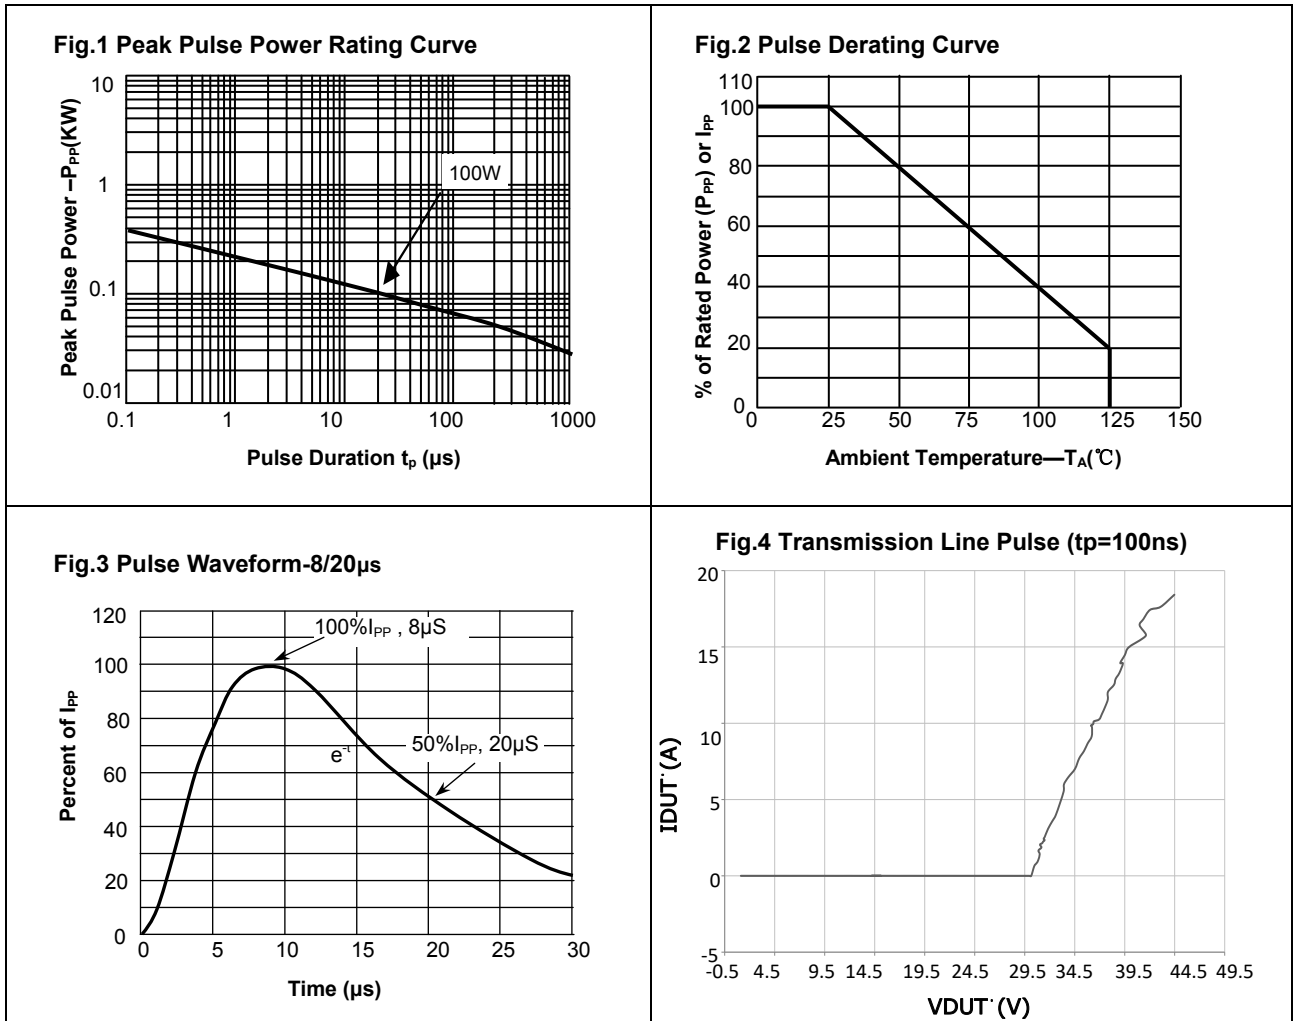 Fig.1 Peak Pulse Power Rating Curve
Peak Pulse Power –PPP(KW)
10
1
0.1
0.01
100W
0.1 1 10 100 1000
Pulse Duration tp (µs)
Fig.2 Pulse Derating Curve
% of Rated Power (PPP) or IPP
110
100
80
60
40
20
0
25 50 75 100 125 150
Ambient Temperature—TA(℃)
Fig.3 Pulse Waveform-8/20µs
Percent of IPP
120
100
80
60
40
20
0
100%IPP , 8µS
50%IPP, 20µS
e-t
0 5 10 15 20 25 30
Time (µs)
Fig.4 Transmission Line Pulse (tp=100ns)
IDUT˙(A)
20
15
10
5
0
-5
-0.5 4.5 9.5 14.5 19.5 24.5 29.5 34.5 39.5 44.5 49.5
VDUT˙(V)